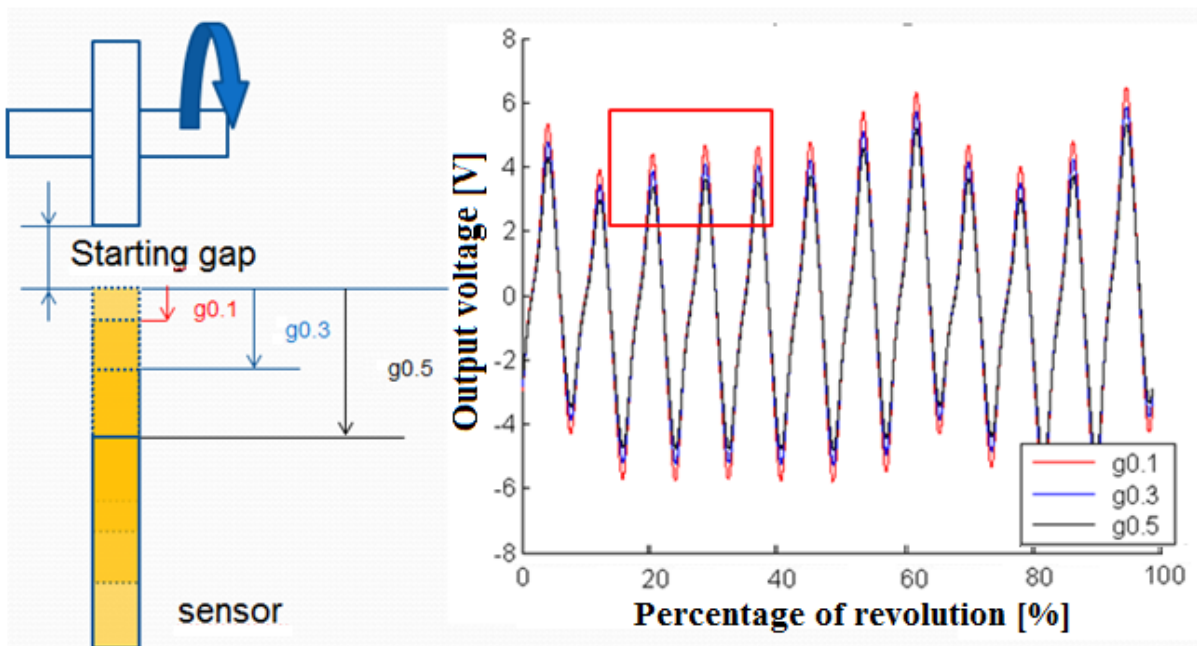 Starting gap
g0.1
g0.3
g0.5
sensor
Output voltage [V]
8
6
4
2
0
-2
-4
-6
-8
0
20
40
60
80
100
Percentage of revolution [%]
g0.1
g0.3
g0.5